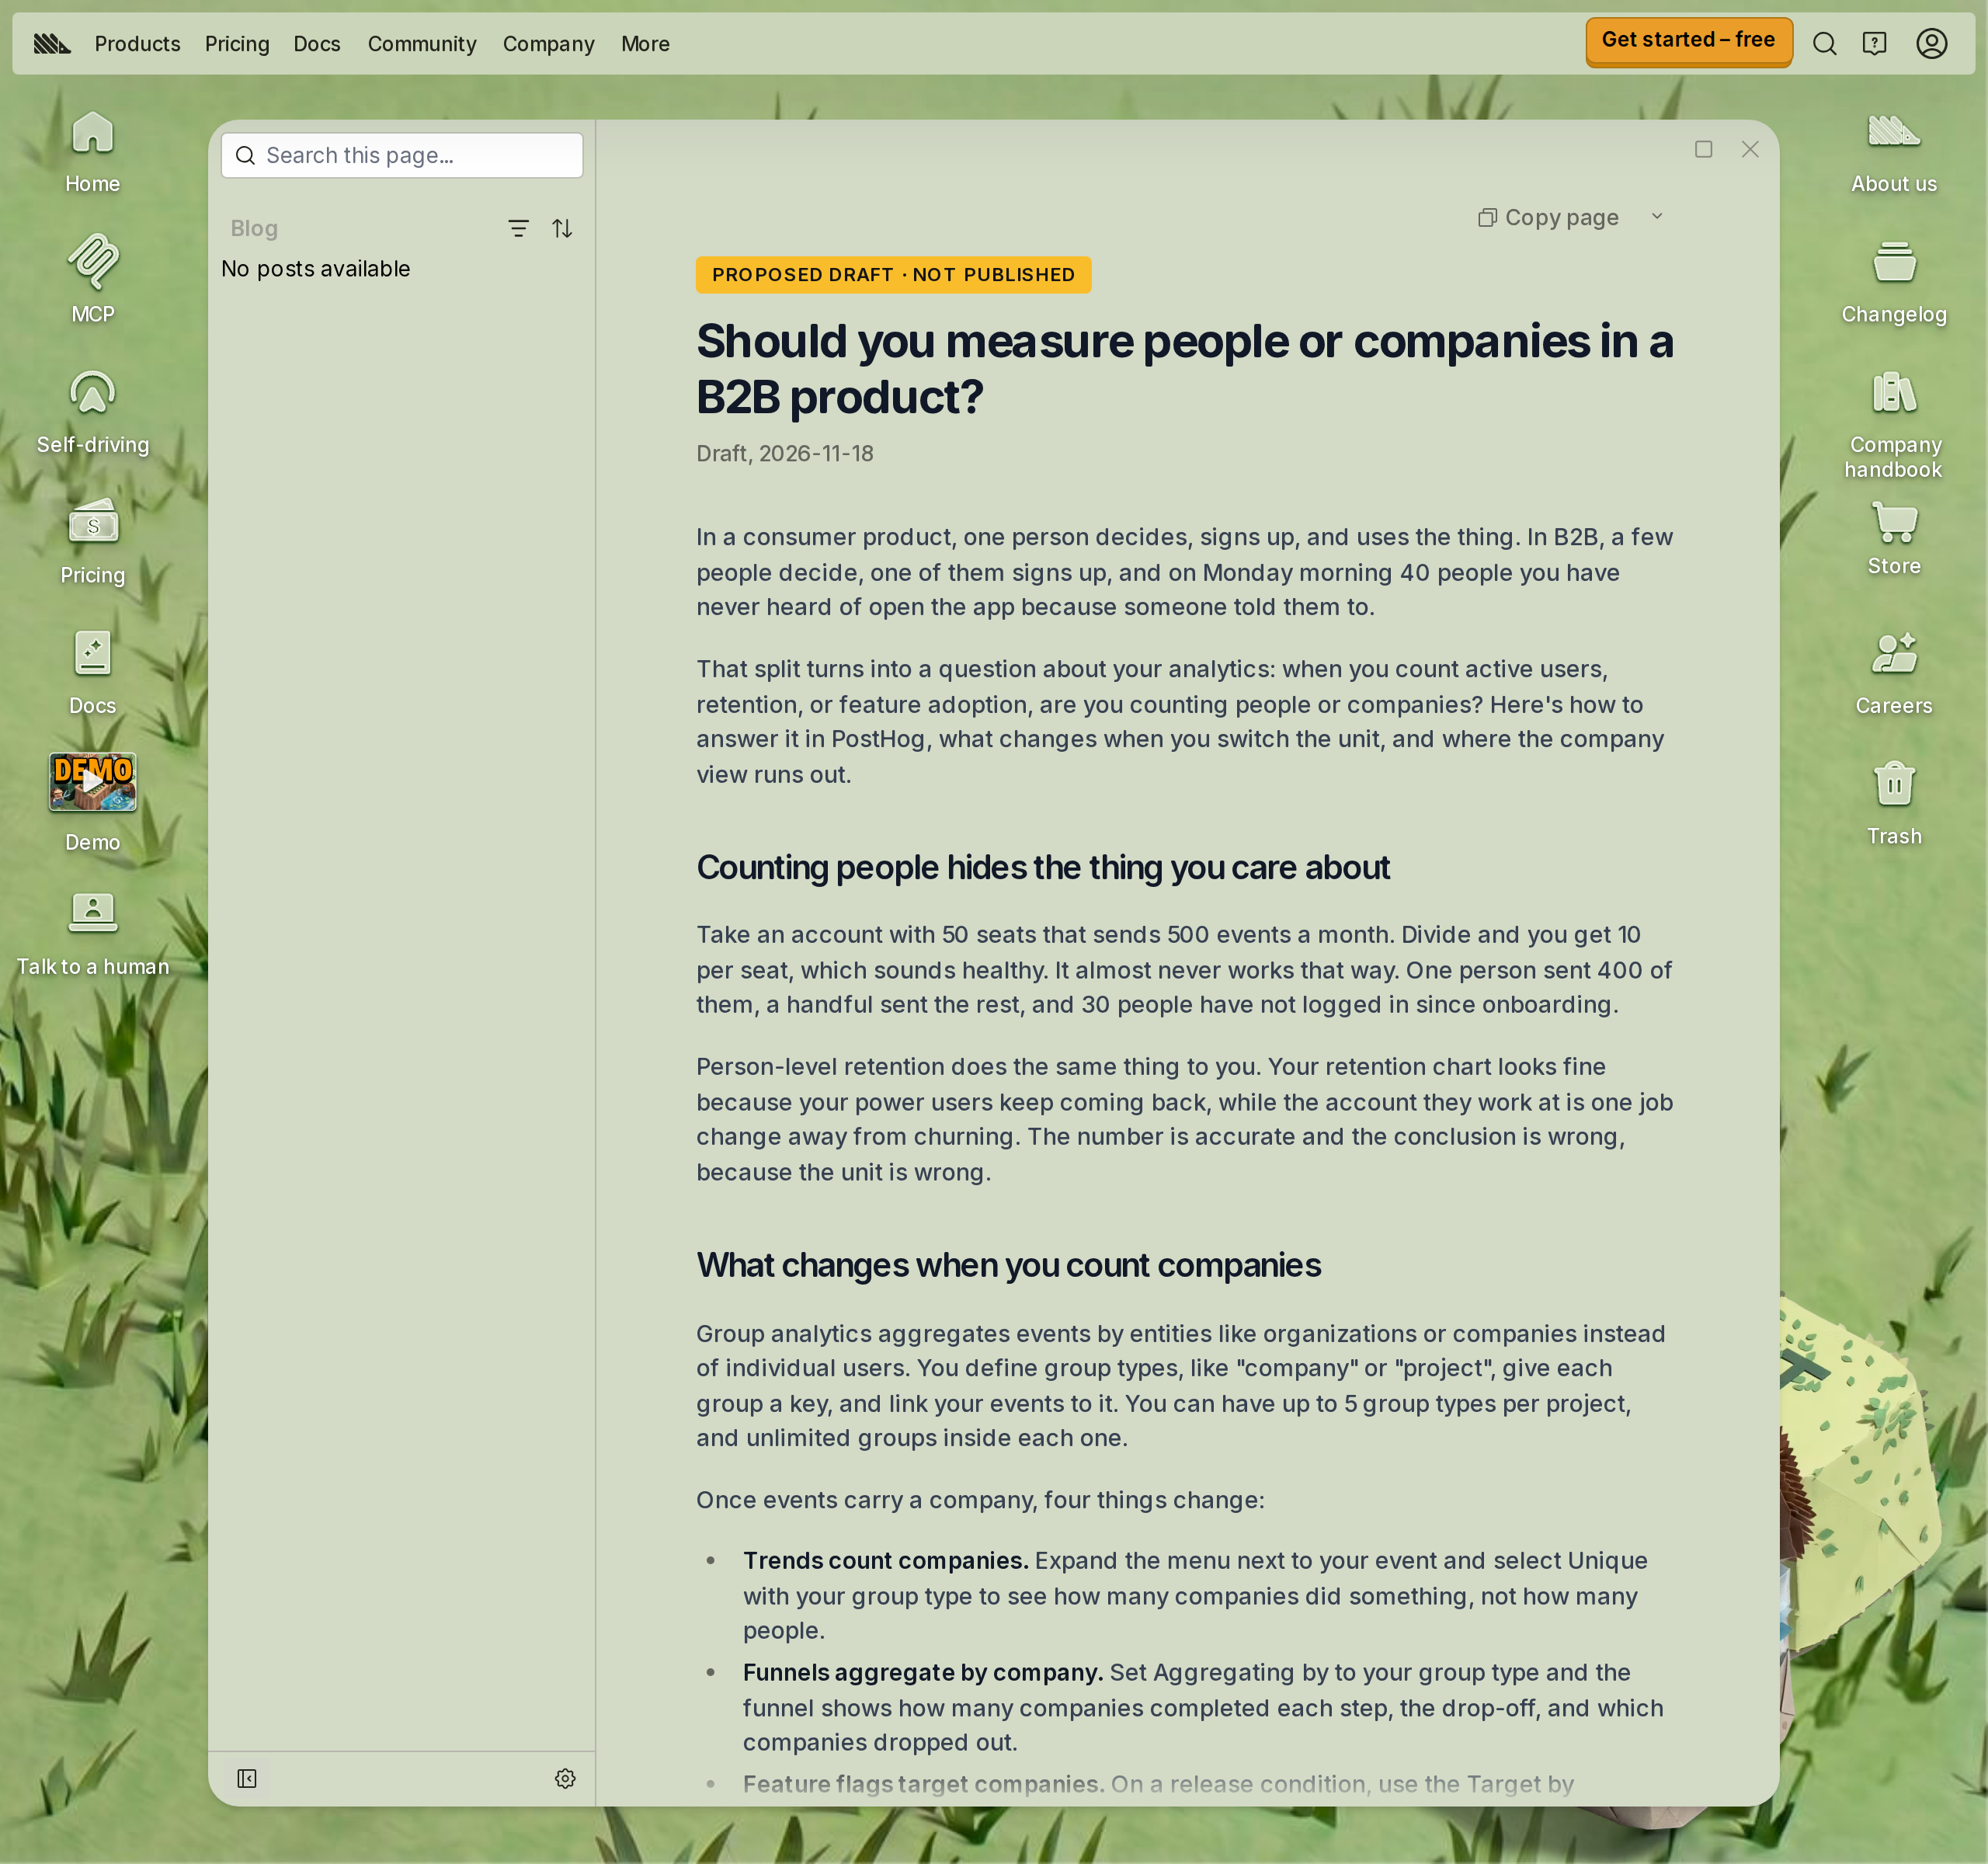 Products Pricing Docs Community Company More
Get started – free
Home
MCP
Self-driving
Pricing
Docs
DEMO
Demo
Talk to a human
Search this page...
Blog
No posts available
Copy page
PROPOSED DRAFT · NOT PUBLISHED
Should you measure people or companies in a
B2B product?
Draft, 2026-11-18
In a consumer product, one person decides, signs up, and uses the thing. In B2B, a few
people decide, one of them signs up, and on Monday morning 40 people you have
never heard of open the app because someone told them to.
That split turns into a question about your analytics: when you count active users,
retention, or feature adoption, are you counting people or companies? Here's how to
answer it in PostHog, what changes when you switch the unit, and where the company
view runs out.
Counting people hides the thing you care about
Take an account with 50 seats that sends 500 events a month. Divide and you get 10
per seat, which sounds healthy. It almost never works that way. One person sent 400 of
them, a handful sent the rest, and 30 people have not logged in since onboarding.
Person-level retention does the same thing to you. Your retention chart looks fine
because your power users keep coming back, while the account they work at is one job
change away from churning. The number is accurate and the conclusion is wrong,
because the unit is wrong.
What changes when you count companies
Group analytics aggregates events by entities like organizations or companies instead
of individual users. You define group types, like "company" or "project", give each
group a key, and link your events to it. You can have up to 5 group types per project,
and unlimited groups inside each one.
Once events carry a company, four things change:
• Trends count companies. Expand the menu next to your event and select Unique
with your group type to see how many companies did something, not how many
people.
• Funnels aggregate by company. Set Aggregating by to your group type and the
funnel shows how many companies completed each step, the drop-off, and which
companies dropped out.
• Feature flags target companies. On a release condition, use the Target by
About us
Changelog
Company
handbook
Store
Careers
Trash